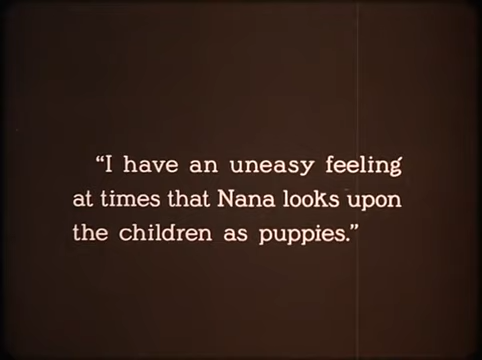 “I have an uneasy feeling
at times that Nana looks upon
the children as puppies.”